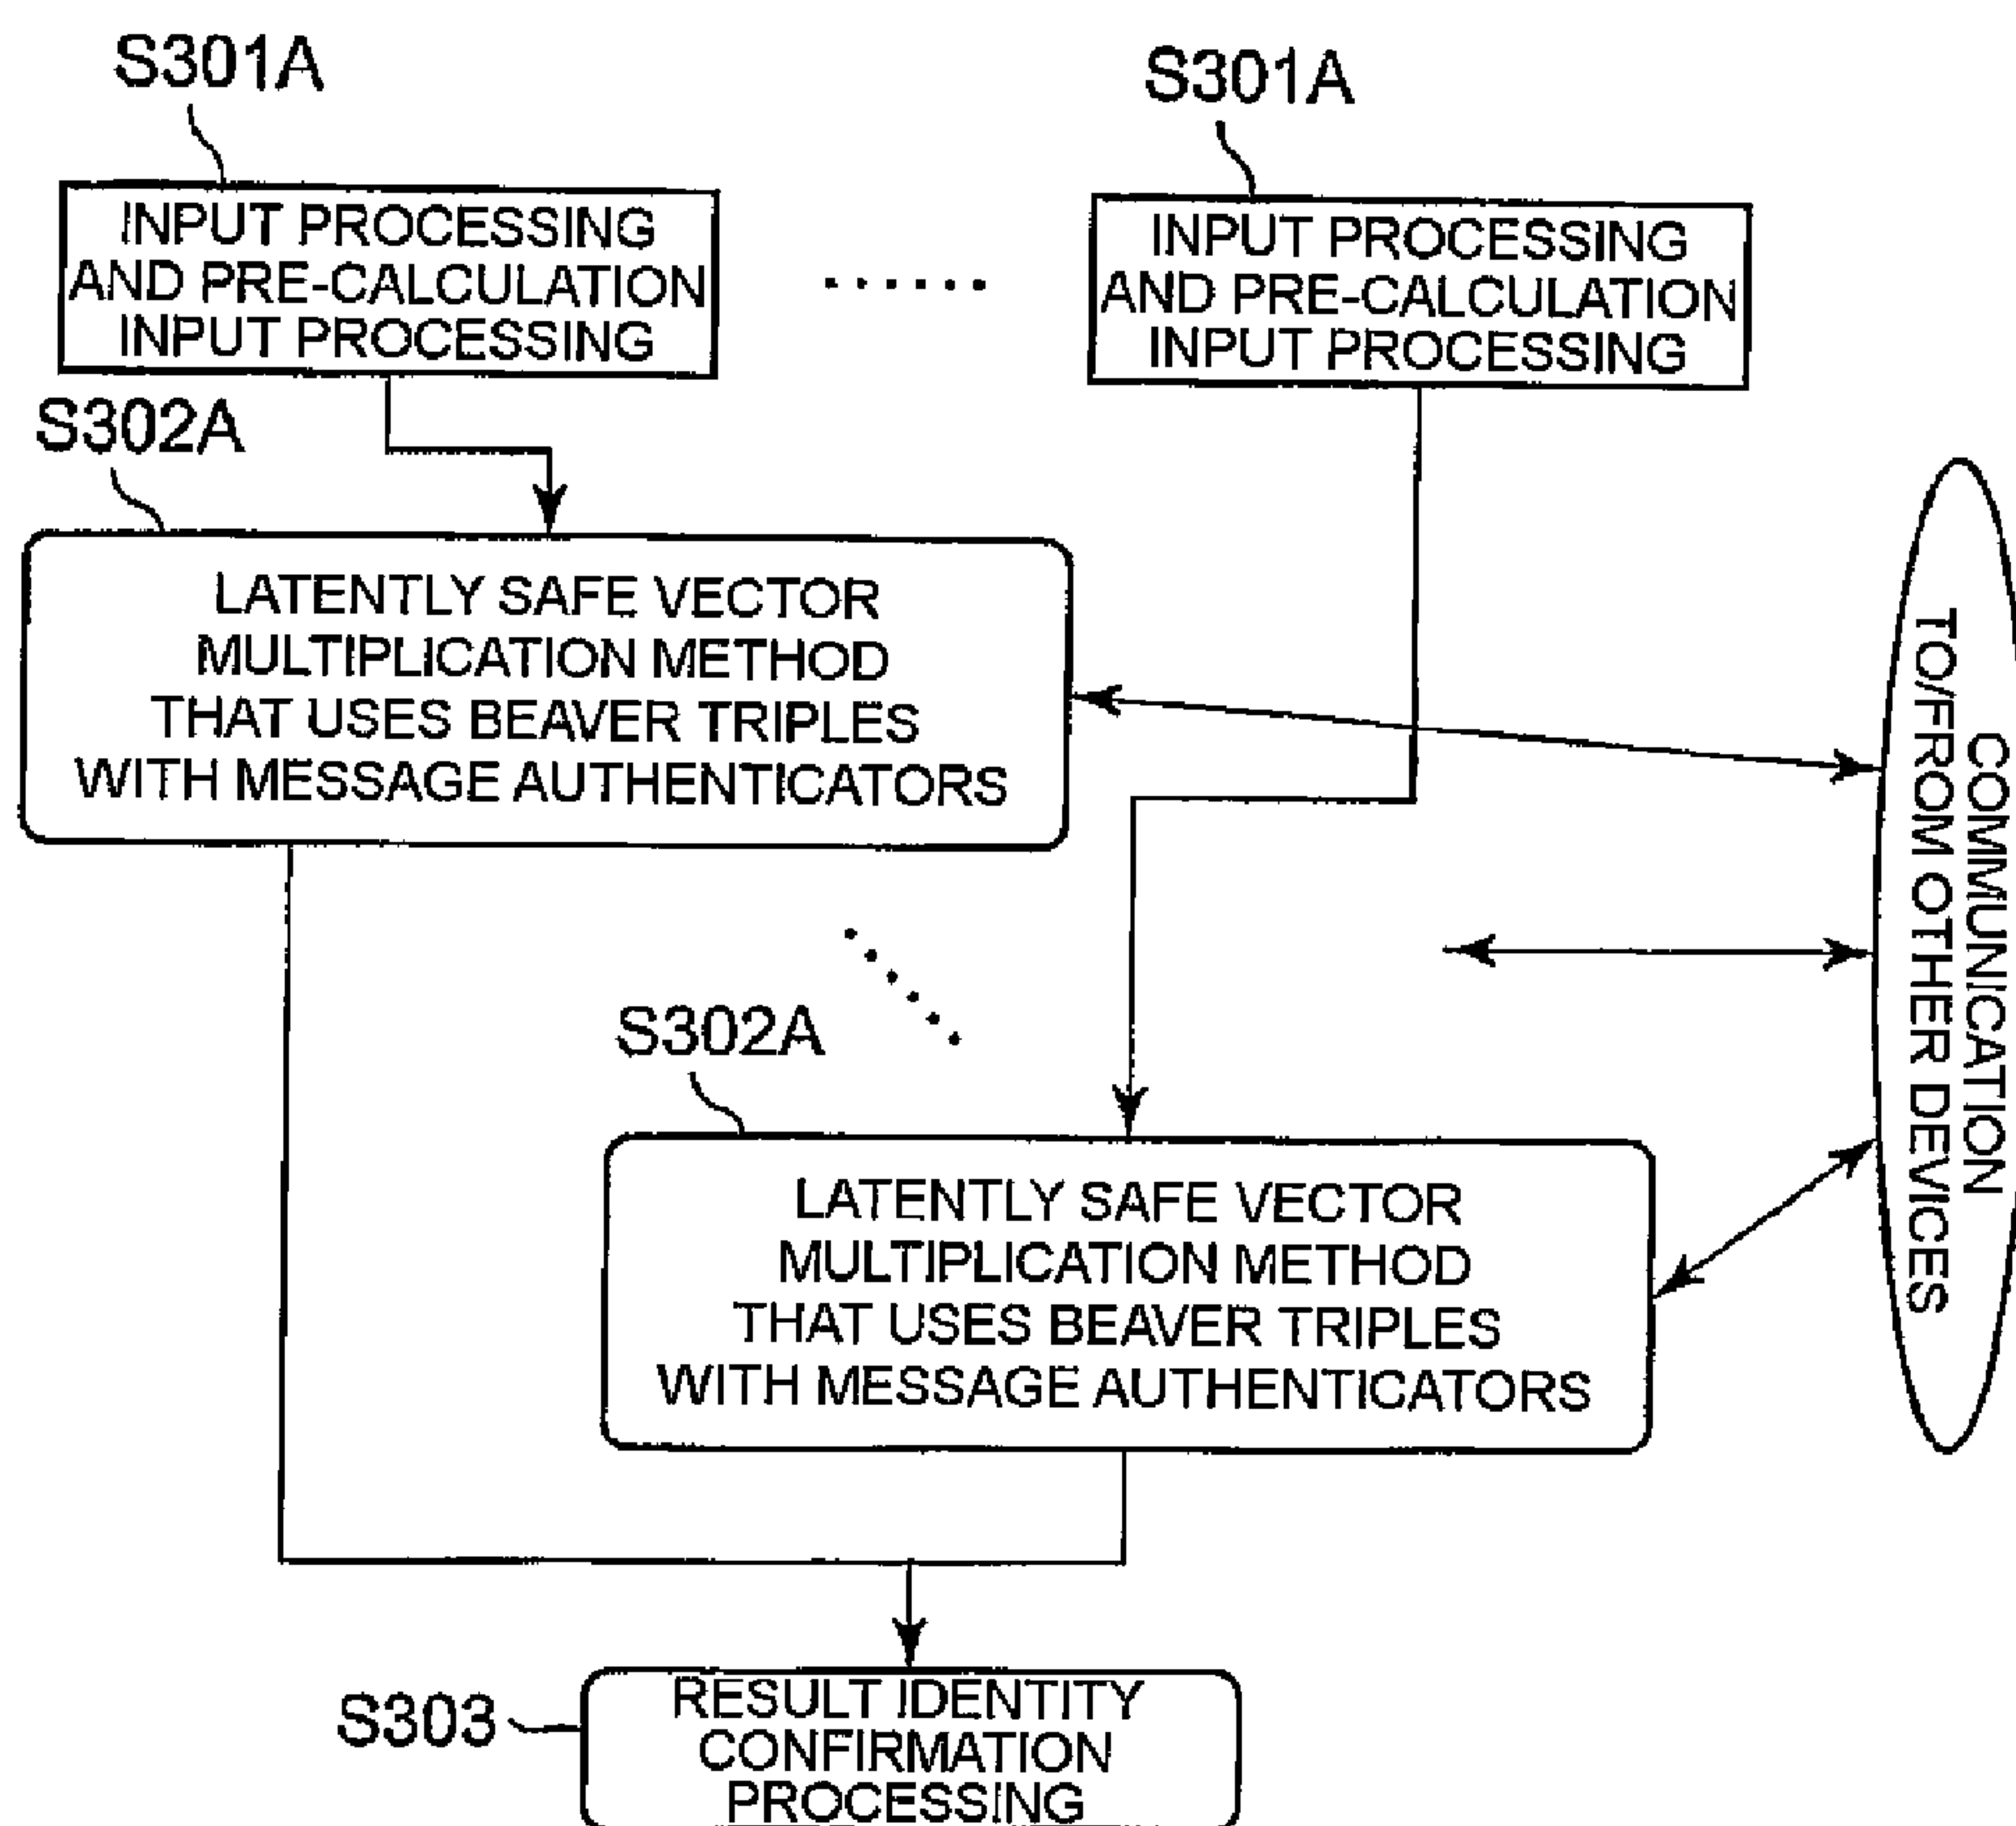 S301A
INPUT PROCESSING
AND PRE-CALCULATION
INPUT PROCESSING
S301A
INPUT PROCESSING
AND PRE-CALCULATION
INPUT PROCESSING
S302A
LATENTLY SAFE VECTOR
MULTIPLICATION METHOD
THAT USES BEAVER TRIPLES
WITH MESSAGE AUTHENTICATORS
COMMUNICATION
TO/FROM OTHER DEVICES
S302A
LATENTLY SAFE VECTOR
MULTIPLICATION METHOD
THAT USES BEAVER TRIPLES
WITH MESSAGE AUTHENTICATORS
S303
RESULT IDENTITY
CONFIRMATION
PROCESSING